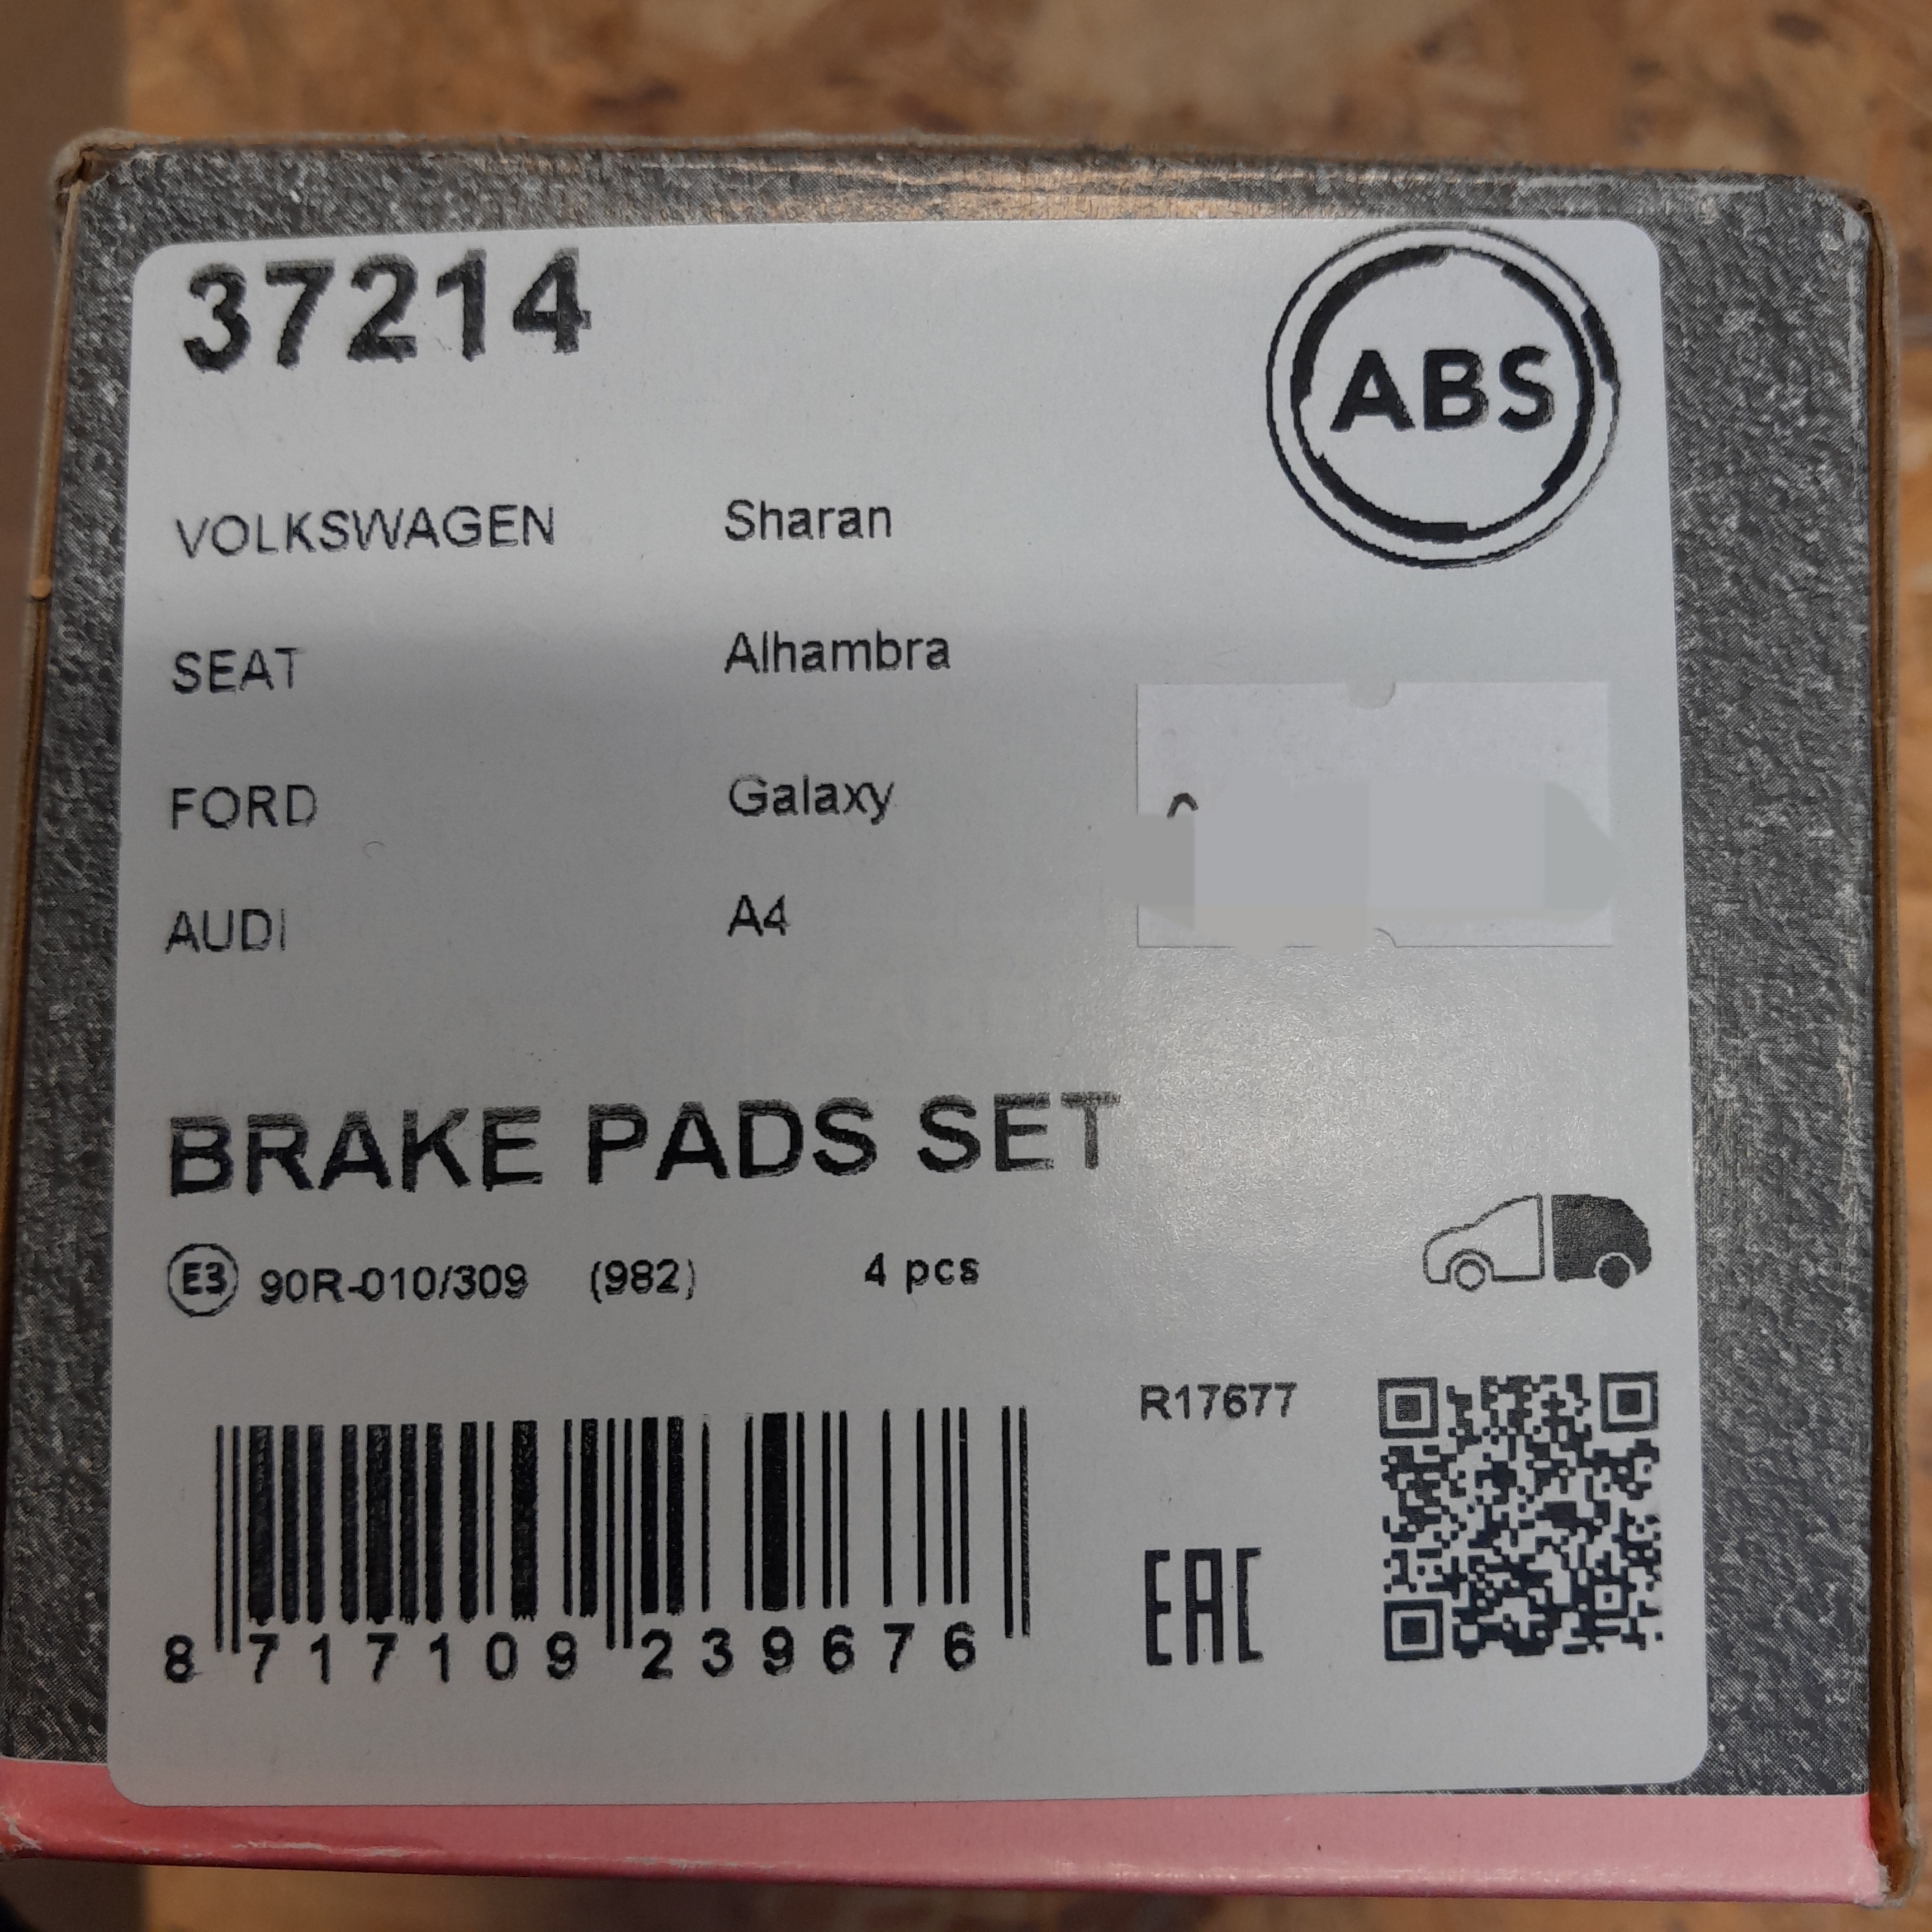 37214
ABS
VOLKSWAGEN Sharan
SEAT Alhambra
FORD Galaxy
AUDI A4
BRAKE PADS SET
E3 90R-010/309 (982) 4 pcs
R17677
EAC
8 717109 239676